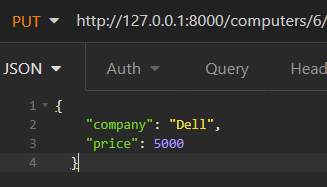 PUT http://127.0.0.1:8000/computers/6/
JSON Auth Query Head
1 {
2 "company": "Dell",
3 "price": 5000
4 }